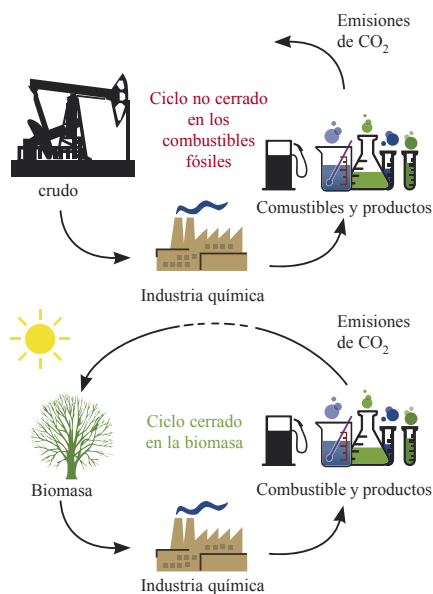 Emisiones
de CO₂
Ciclo no cerrado
en los
combustibles
fósiles
crudo
Comustibles y productos
Industria química
Emisiones
de CO₂
Ciclo cerrado
en la biomasa
Biomasa
Combustible y productos
Industria química